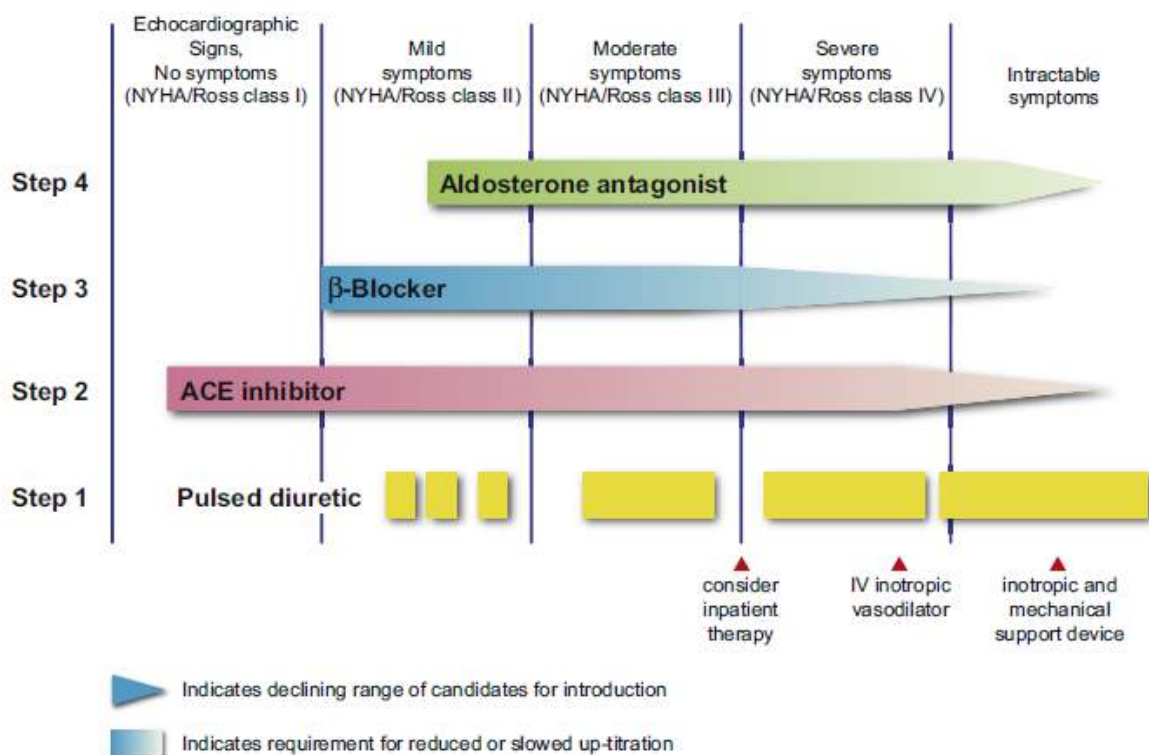 Echocardiographic
Signs,
No symptoms
(NYHA/Ross class I)
Mild
symptoms
(NYHA/Ross class II)
Moderate
symptoms
(NYHA/Ross class III)
Severe
symptoms
(NYHA/Ross class IV)
Intractable
symptoms
Step 4
Aldosterone antagonist
Step 3
β-Blocker
Step 2
ACE inhibitor
Step 1
Pulsed diuretic
consider
inpatient
therapy
IV inotropic
vasodilator
inotropic and
mechanical
support device
Indicates declining range of candidates for introduction
Indicates requirement for reduced or slowed up-titration